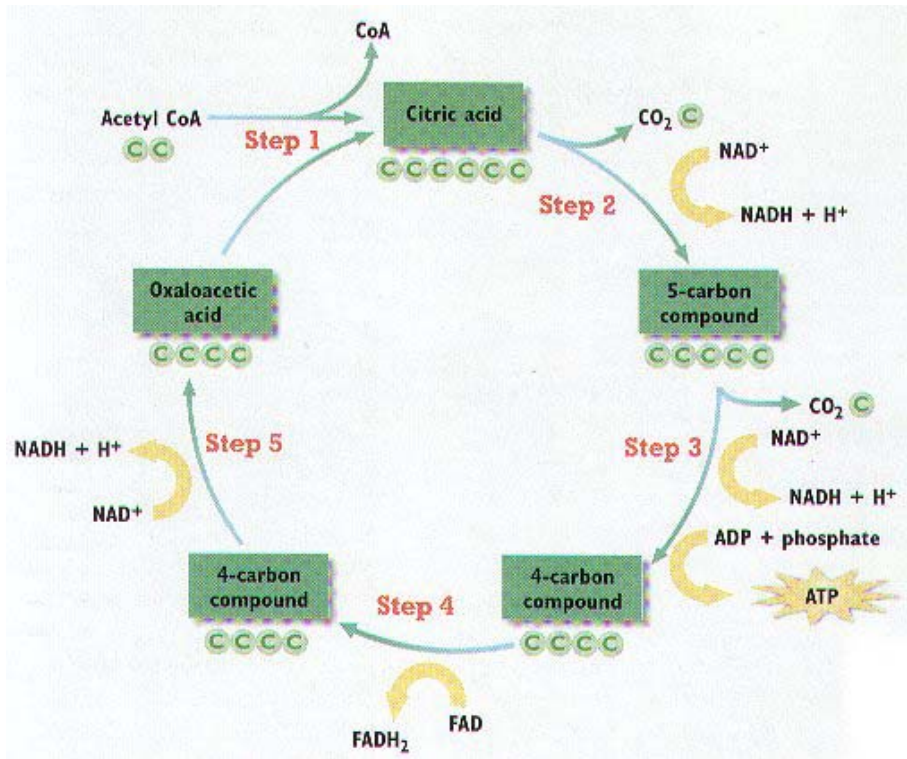 CoA
Acetyl CoA
C C
Step 1
Citric acid
C C C C C C
CO₂ C
NAD⁺
NADH + H⁺
Step 2
5-carbon
compound
C C C C C
CO₂ C
Step 3
NAD⁺
NADH + H⁺
ADP + phosphate
ATP
4-carbon
compound
C C C C
Step 4
FAD
FADH₂
4-carbon
compound
C C C C
Step 5
NADH + H⁺
NAD⁺
Oxaloacetic
acid
C C C C